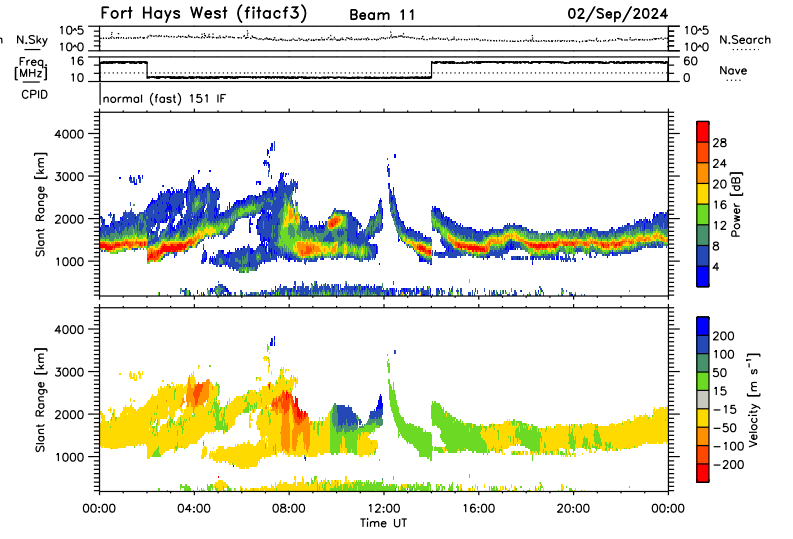 Fort Hays West (fitacf3) Beam 11 02/Sep/2024
N.Sky 10^5 10^0 10^5 10^0 N.Search
Freq. [MHz] 16 10 60 0 Nave
CPID normal (fast) 151 IF
Slant Range [km] 4000 3000 2000 1000
Power [dB] 28 24 20 16 12 8 4
Slant Range [km] 4000 3000 2000 1000
Velocity [m s⁻¹] 200 100 50 15 −15 −50 −100 −200
00:00 04:00 08:00 12:00 16:00 20:00 00:00
Time UT